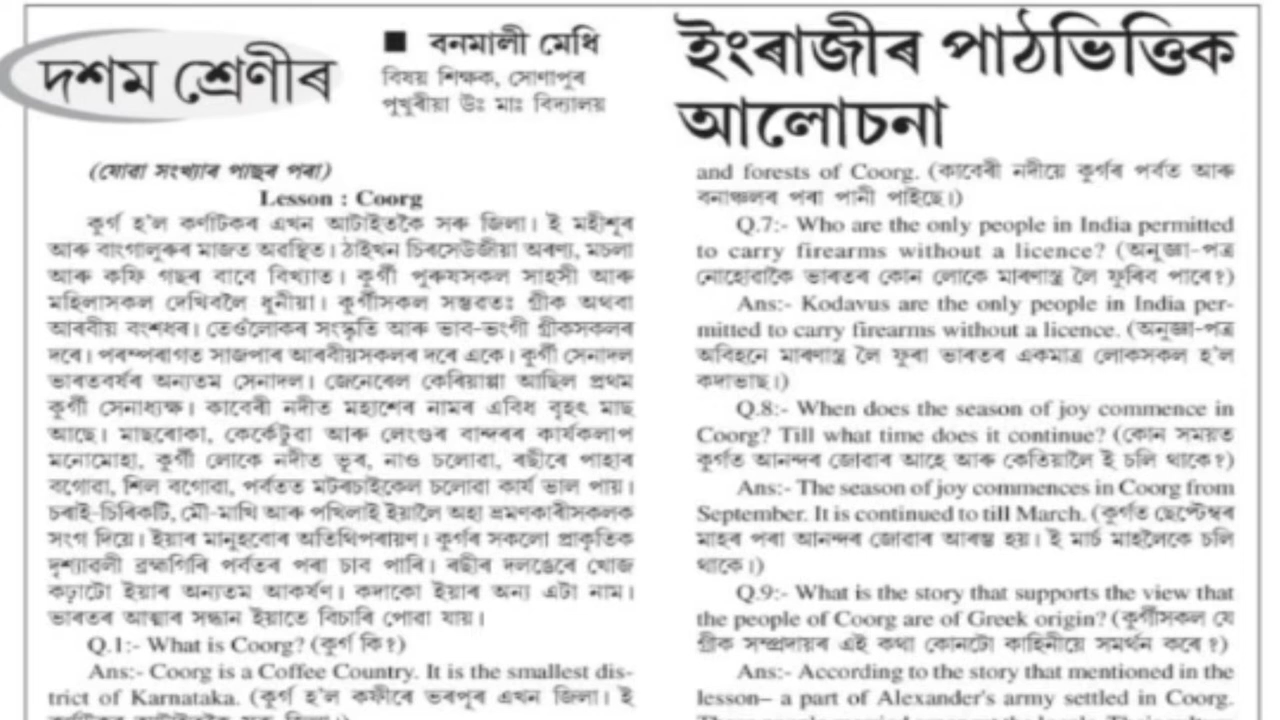 দশম শ্ৰেণীৰ
■ বনমালী মেধি
বিষয় শিক্ষক, সোণাপুৰ
পুখুৰীয়া উঃ মাঃ বিদ্যালয়
ইংৰাজীৰ পাঠভিত্তিক
আলোচনা
(যোৱা সংখ্যাৰ পাছৰ পৰা)
Lesson : Coorg
কূৰ্গ হ'ল কৰ্ণাটকৰ এখন আটাইতকৈ সৰু জিলা। ই মহীশূৰ
আৰু বাংগালুৰুৰ মাজত অৱস্থিত। ঠাইখন চিৰসেউজীয়া অৰণ্য, মচলা
আৰু কফি গছৰ বাবে বিখ্যাত। কূৰ্গী পুৰুষসকল সাহসী আৰু
মহিলাসকল দেখিবলৈ ধুনীয়া। কূৰ্গীসকল সম্ভৱতঃ গ্ৰীক অথবা
আৰবীয় বংশধৰ। তেওঁলোকৰ সংস্কৃতি আৰু ভাব-ভংগী গ্ৰীকসকলৰ
দৰে। পৰম্পৰাগত সাজপাৰ আৰবীয়সকলৰ দৰে একে। কূৰ্গী সেনাদল
ভাৰতবৰ্ষৰ অন্যতম সেনাদল। জেনেৰেল কেৰিয়াপ্পা আছিল প্ৰথম
কূৰ্গী সেনাধ্যক্ষ। কাবেৰী নদীত মহাশেৰ নামৰ এবিধ বৃহৎ মাছ
আছে। মাছৰোকা, কেৰ্কেটুৱা আৰু লেংগুৰ বান্দৰৰ কাৰ্যকলাপ
মনোমোহা, কূৰ্গী লোকে নদীত ভূৰ, নাও চলোৱা, ৰছীৰে পাহাৰ
বগোৱা, শিল বগোৱা, পৰ্বতত মটৰচাইকেল চলোৱা কাৰ্য ভাল পায়।
চৰাই-চিৰিকটি, মৌ-মাখি আৰু পখিলাই ইয়ালৈ অহা ভ্ৰমণকাৰীসকলক
সংগ দিয়ে। ইয়াৰ মানুহবোৰ অতিথিপৰায়ণ। কূৰ্গৰ সকলো প্ৰাকৃতিক
দৃশ্যাৱলী ব্ৰহ্মগিৰি পৰ্বতৰ পৰা চাব পাৰি। ৰছীৰ দলঙেৰে খোজ
কঢ়াটো ইয়াৰ অন্যতম আকৰ্ষণ। কদাকো ইয়াৰ অন্য এটা নাম।
ভাৰতৰ আত্মাৰ সন্ধান ইয়াতে বিচাৰি পোৱা যায়।
Q.1:- What is Coorg? (কূৰ্গ কি?)
Ans:- Coorg is a Coffee Country. It is the smallest dis-
trict of Karnataka. (কূৰ্গ হ'ল কফীৰে ভৰপূৰ এখন জিলা। ই
কৰ্ণাটকৰ আটাইতকৈ সৰু জিলা।)
and forests of Coorg. (কাবেৰী নদীয়ে কূৰ্গৰ পৰ্বত আৰু
বনাঞ্চলৰ পৰা পানী পাইছে।)
Q.7:- Who are the only people in India permitted
to carry firearms without a licence? (অনুজ্ঞা-পত্ৰ
নোহোৱাকৈ ভাৰতৰ কোন লোকে মাৰণাস্ত্ৰ লৈ ফুৰিব পাৰে?)
Ans:- Kodavus are the only people in India per-
mitted to carry firearms without a licence. (অনুজ্ঞা-পত্ৰ
অবিহনে মাৰণাস্ত্ৰ লৈ ফুৰা ভাৰতৰ একমাত্ৰ লোকসকল হ'ল
কদাভাছ।)
Q.8:- When does the season of joy commence in
Coorg? Till what time does it continue? (কোন সময়ত
কূৰ্গত আনন্দৰ জোৱাৰ আহে আৰু কেতিয়ালৈ ই চলি থাকে?)
Ans:- The season of joy commences in Coorg from
September. It is continued to till March. (কূৰ্গত ছেপ্টেম্বৰ
মাহৰ পৰা আনন্দৰ জোৱাৰ আৰম্ভ হয়। ই মাৰ্চ মাহলৈকে চলি
থাকে।)
Q.9:- What is the story that supports the view that
the people of Coorg are of Greek origin? (কূৰ্গীসকল যে
গ্ৰীক সম্প্ৰদায়ৰ এই কথা কোনটো কাহিনীয়ে সমৰ্থন কৰে?)
Ans:- According to the story that mentioned in the
lesson– a part of Alexander's army settled in Coorg.